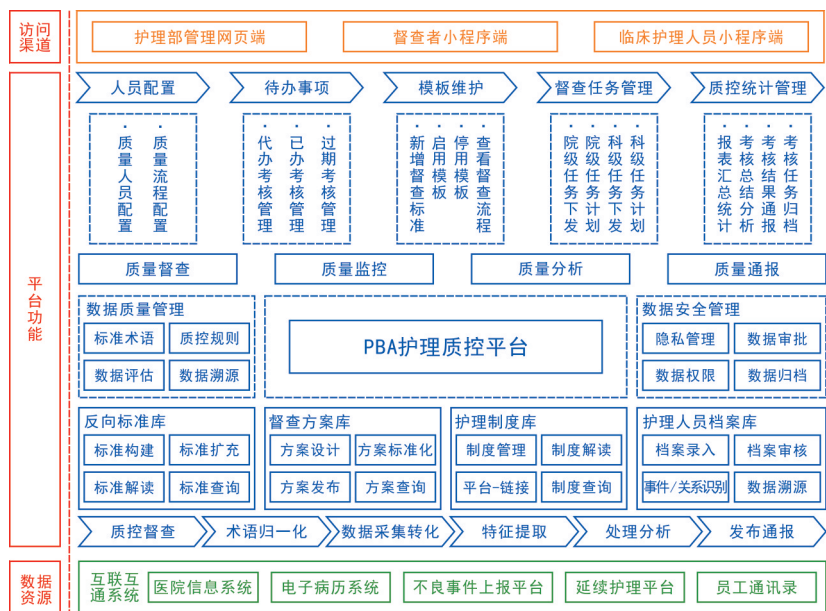 访问渠道
护理部管理网页端
督查者小程序端
临床护理人员小程序端
平台功能
人员配置
待办事项
模板维护
督查任务管理
质控统计管理
·质量人员配置
·质量流程配置
·代办考核管理
·已办考核管理
·过期考核管理
·新增督查标准
·启用模板
·停用模板
·查看督查流程
·院级任务下发
·院级任务计划
·科级任务下发
·科级任务计划
·报表汇总统计
·考核总结分析
·考核结果通报
·考核任务归档
质量督查
质量监控
质量分析
质量通报
数据质量管理
标准术语
质控规则
数据评估
数据溯源
PBA护理质控平台
数据安全管理
隐私管理
数据审批
数据权限
数据归档
反向标准库
标准构建
标准扩充
标准解读
标准查询
督查方案库
方案设计
方案标准化
方案发布
方案查询
护理制度库
制度管理
制度解读
平台-链接
制度查询
护理人员档案库
档案录入
档案审核
事件/关系识别
数据溯源
质控督查
术语归一化
数据采集转化
特征提取
处理分析
发布通报
数据资源
互联互通系统
医院信息系统
电子病历系统
不良事件上报平台
延续护理平台
员工通讯录